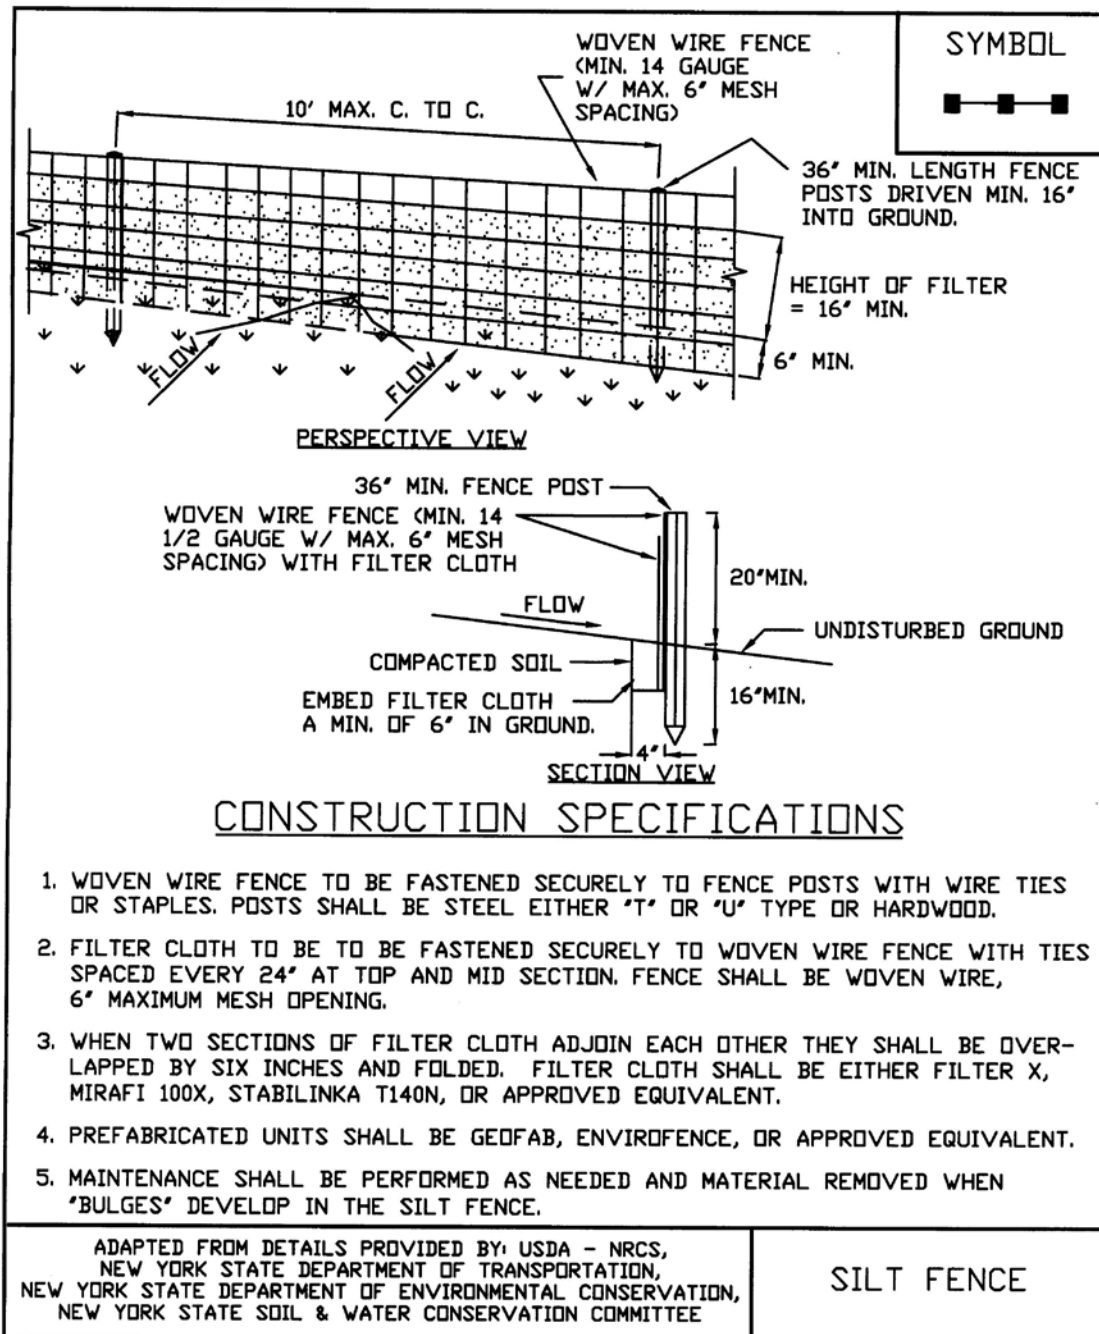 WOVEN WIRE FENCE
(MIN. 14 GAUGE
W/ MAX. 6" MESH
SPACING)
SYMBOL
10' MAX. C. TO C.
36" MIN. LENGTH FENCE
POSTS DRIVEN MIN. 16"
INTO GROUND.
HEIGHT OF FILTER
= 16" MIN.
6" MIN.
FLOW
FLOW
PERSPECTIVE VIEW
36" MIN. FENCE POST
WOVEN WIRE FENCE (MIN. 14
1/2 GAUGE W/ MAX. 6" MESH
SPACING) WITH FILTER CLOTH
20"MIN.
FLOW
UNDISTURBED GROUND
COMPACTED SOIL
EMBED FILTER CLOTH
A MIN. OF 6" IN GROUND.
16"MIN.
4"
SECTION VIEW
CONSTRUCTION SPECIFICATIONS
1. WOVEN WIRE FENCE TO BE FASTENED SECURELY TO FENCE POSTS WITH WIRE TIES
OR STAPLES. POSTS SHALL BE STEEL EITHER "T" OR "U" TYPE OR HARDWOOD.
2. FILTER CLOTH TO BE TO BE FASTENED SECURELY TO WOVEN WIRE FENCE WITH TIES
SPACED EVERY 24" AT TOP AND MID SECTION. FENCE SHALL BE WOVEN WIRE,
6" MAXIMUM MESH OPENING.
3. WHEN TWO SECTIONS OF FILTER CLOTH ADJOIN EACH OTHER THEY SHALL BE OVER-
LAPPED BY SIX INCHES AND FOLDED. FILTER CLOTH SHALL BE EITHER FILTER X,
MIRAFI 100X, STABILINKA T140N, OR APPROVED EQUIVALENT.
4. PREFABRICATED UNITS SHALL BE GEOFAB, ENVIROFENCE, OR APPROVED EQUIVALENT.
5. MAINTENANCE SHALL BE PERFORMED AS NEEDED AND MATERIAL REMOVED WHEN
"BULGES" DEVELOP IN THE SILT FENCE.
ADAPTED FROM DETAILS PROVIDED BY: USDA - NRCS,
NEW YORK STATE DEPARTMENT OF TRANSPORTATION,
NEW YORK STATE DEPARTMENT OF ENVIRONMENTAL CONSERVATION,
NEW YORK STATE SOIL & WATER CONSERVATION COMMITTEE
SILT FENCE